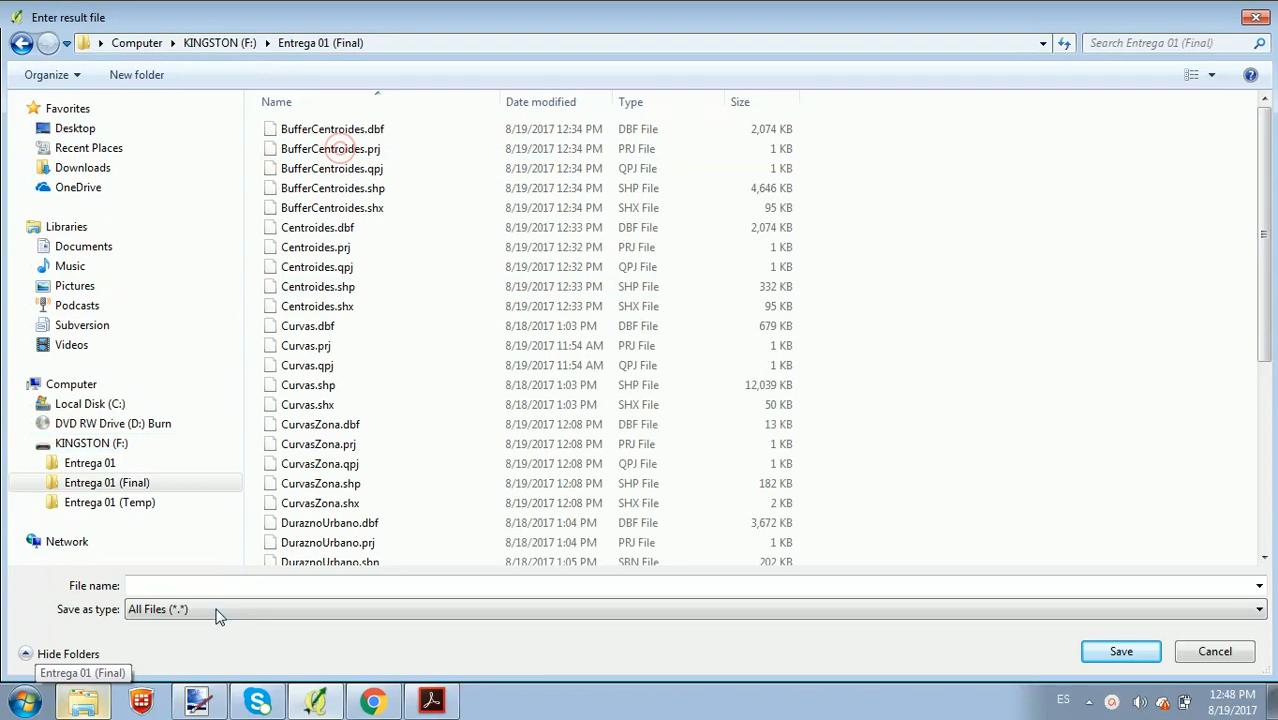 Enter result file
Computer KINGSTON (F:) Entrega 01 (Final) Search Entrega 01 (Final)
Organize New folder
Favorites
Desktop
Recent Places
Downloads
OneDrive
Libraries
Documents
Music
Pictures
Podcasts
Subversion
Videos
Computer
Local Disk (C:)
DVD RW Drive (D:) Burn
KINGSTON (F:)
Entrega 01
Entrega 01 (Final)
Entrega 01 (Temp)
Network
Name Date modified Type Size
BufferCentroides.dbf 8/19/2017 12:34 PM DBF File 2,074 KB
BufferCentroides.prj 8/19/2017 12:34 PM PRJ File 1 KB
BufferCentroides.qpj 8/19/2017 12:34 PM QPJ File 1 KB
BufferCentroides.shp 8/19/2017 12:34 PM SHP File 4,646 KB
BufferCentroides.shx 8/19/2017 12:34 PM SHX File 95 KB
Centroides.dbf 8/19/2017 12:33 PM DBF File 2,074 KB
Centroides.prj 8/19/2017 12:32 PM PRJ File 1 KB
Centroides.qpj 8/19/2017 12:32 PM QPJ File 1 KB
Centroides.shp 8/19/2017 12:33 PM SHP File 332 KB
Centroides.shx 8/19/2017 12:33 PM SHX File 95 KB
Curvas.dbf 8/18/2017 1:03 PM DBF File 679 KB
Curvas.prj 8/19/2017 11:54 AM PRJ File 1 KB
Curvas.qpj 8/19/2017 11:54 AM QPJ File 1 KB
Curvas.shp 8/18/2017 1:03 PM SHP File 12,039 KB
Curvas.shx 8/18/2017 1:03 PM SHX File 50 KB
CurvasZona.dbf 8/19/2017 12:08 PM DBF File 13 KB
CurvasZona.prj 8/19/2017 12:08 PM PRJ File 1 KB
CurvasZona.qpj 8/19/2017 12:08 PM QPJ File 1 KB
CurvasZona.shp 8/19/2017 12:08 PM SHP File 182 KB
CurvasZona.shx 8/19/2017 12:08 PM SHX File 2 KB
DuraznoUrbano.dbf 8/18/2017 1:04 PM DBF File 3,672 KB
DuraznoUrbano.prj 8/18/2017 1:04 PM PRJ File 1 KB
DuraznoUrbano.sbn 8/18/2017 1:05 PM SBN File 202 KB
File name:
Save as type: All Files (*.*)
Hide Folders Save Cancel
Entrega 01 (Final)
ES 12:48 PM
8/19/2017